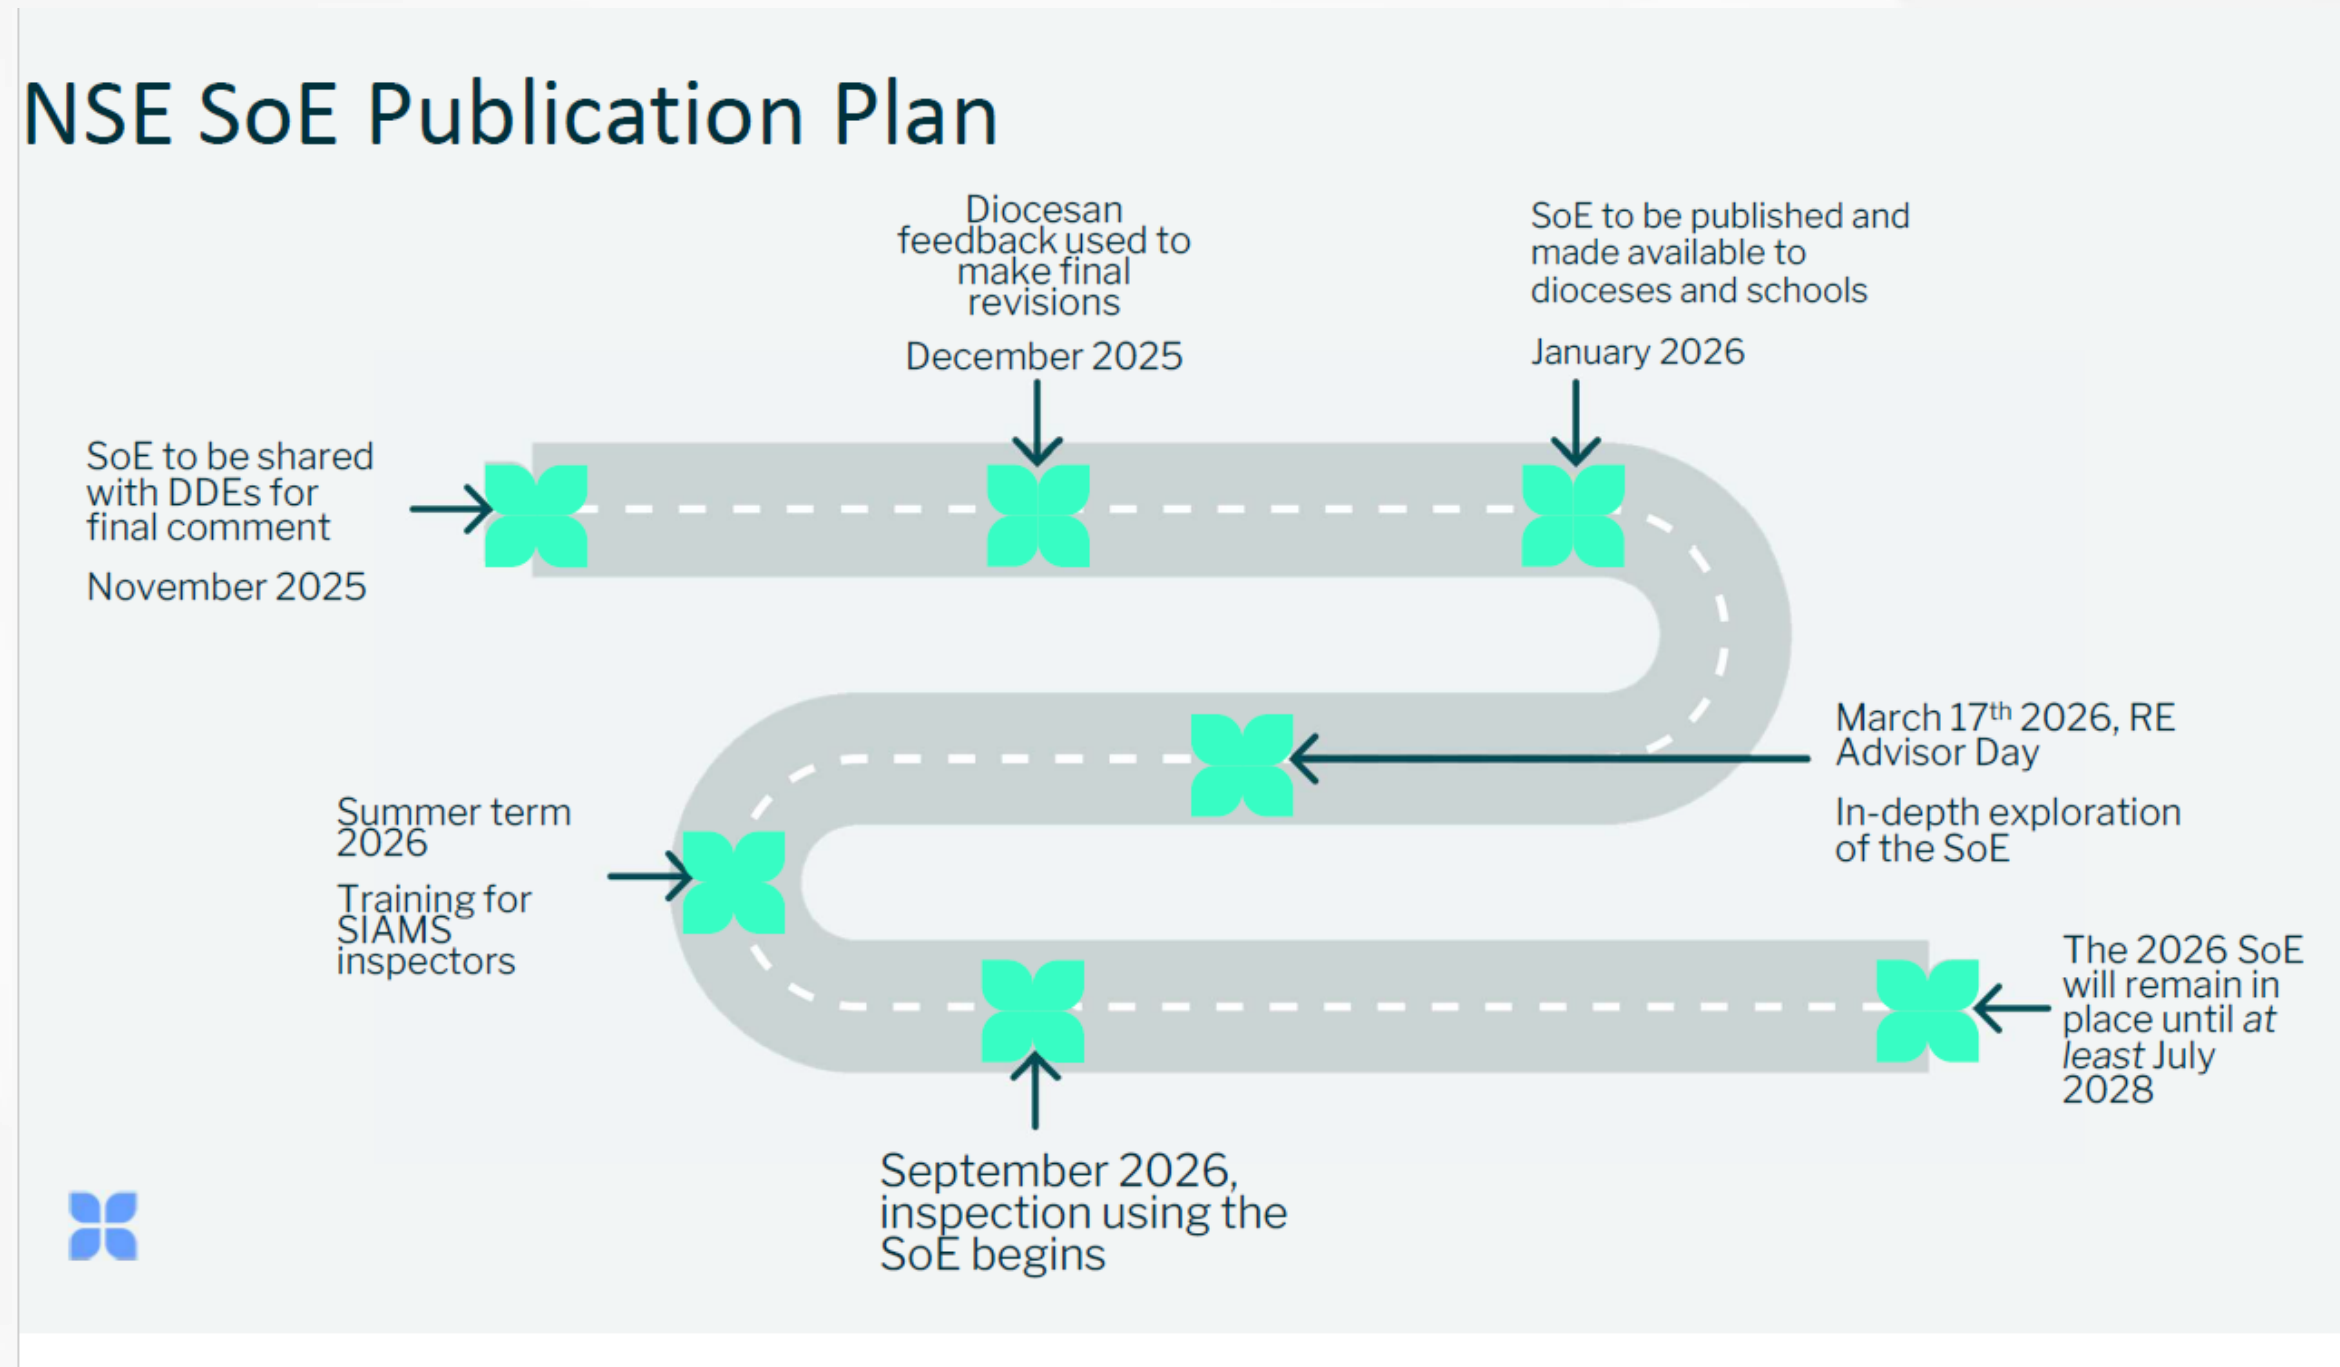 NSE SoE Publication Plan
SoE to be shared
with DDEs for
final comment
November 2025
Diocesan
feedback used to
make final
revisions
December 2025
SoE to be published and
made available to
dioceses and schools
January 2026
March 17th 2026, RE
Advisor Day
In-depth exploration
of the SoE
Summer term
2026
Training for
SIAMS
inspectors
September 2026,
inspection using the
SoE begins
The 2026 SoE
will remain in
place until at
least July
2028